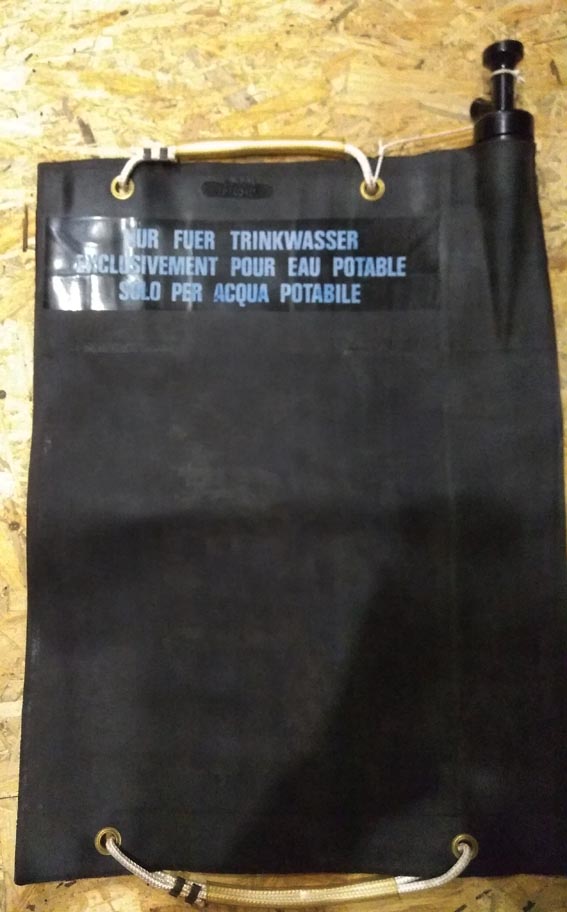 NUR FUER TRINKWASSER
EXCLUSIVEMENT POUR EAU POTABLE
SOLO PER ACQUA POTABILE